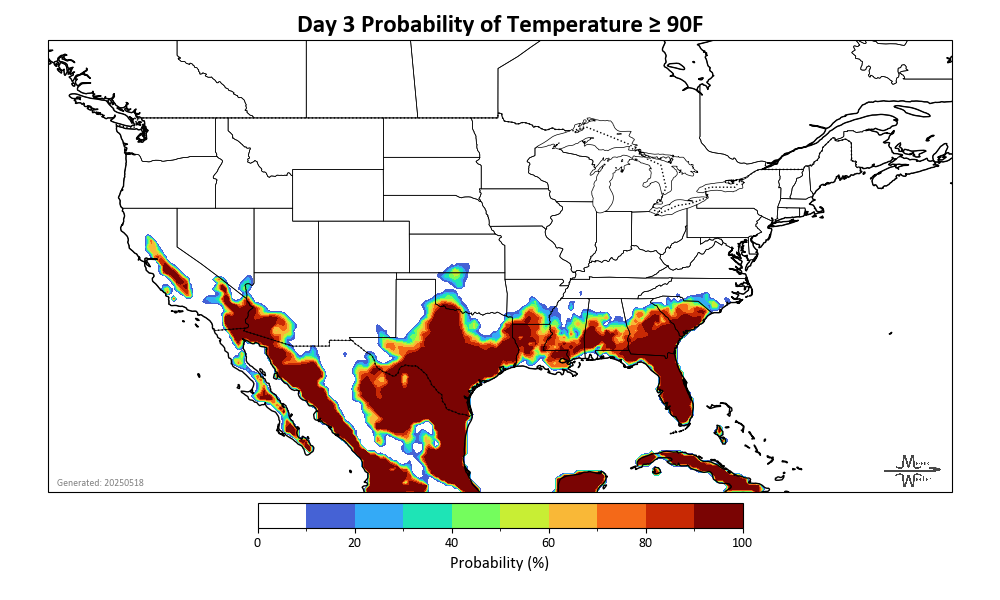 Day 3 Probability of Temperature ≥ 90F
Generated: 20250518
0 20 40 60 80 100
Probability (%)